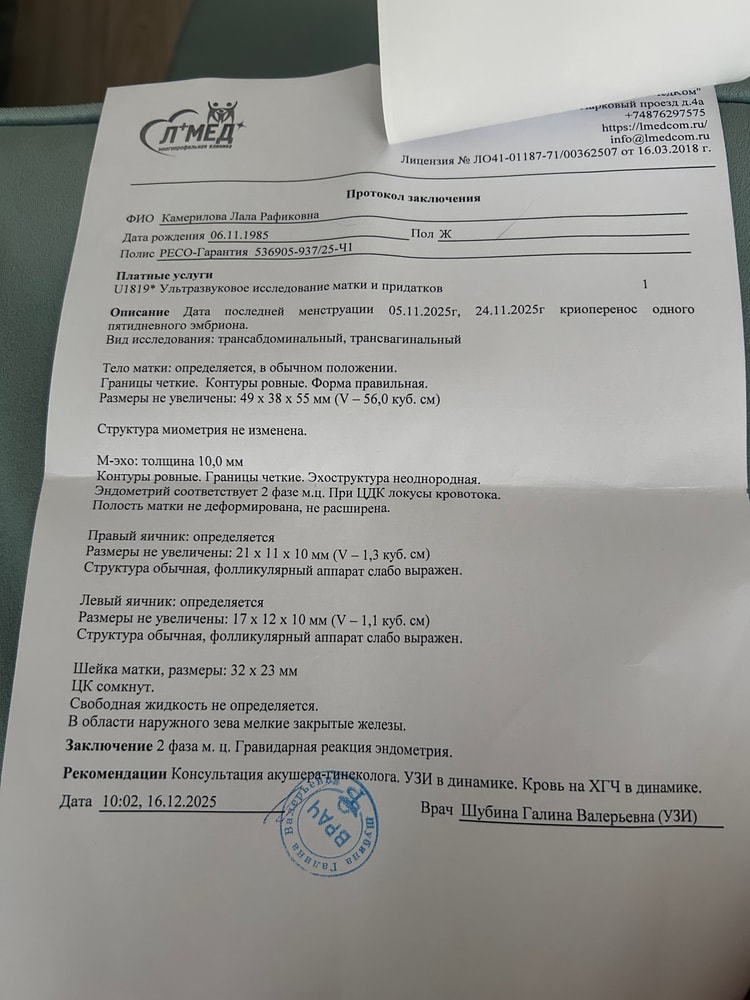 Л+МЕД
многопрофильная клиника
Парковый проезд д.4а
+74876297575
https://lmedcom.ru/
info@lmedcom.ru
Лицензия № ЛО41-01187-71/00362507 от 16.03.2018 г.
Протокол заключения
ФИО Камерилова Лала Рафиковна
Дата рождения 06.11.1985 Пол Ж
Полис РЕСО-Гарантия 536905-937/25-Ч1
Платные услуги
U1819* Ультразвуковое исследование матки и придатков 1
Описание Дата последней менструации 05.11.2025г, 24.11.2025г криоперенос одного
пятидневного эмбриона.
Вид исследования: трансабдоминальный, трансвагинальный
Тело матки: определяется, в обычном положении.
Границы четкие. Контуры ровные. Форма правильная.
Размеры не увеличены: 49 х 38 х 55 мм (V – 56,0 куб. см)
Структура миометрия не изменена.
М-эхо: толщина 10,0 мм
Контуры ровные. Границы четкие. Эхоструктура неоднородная.
Эндометрий соответствует 2 фазе м.ц. При ЦДК локусы кровотока.
Полость матки не деформирована, не расширена.
Правый яичник: определяется
Размеры не увеличены: 21 х 11 х 10 мм (V – 1,3 куб. см)
Структура обычная, фолликулярный аппарат слабо выражен.
Левый яичник: определяется
Размеры не увеличены: 17 х 12 х 10 мм (V – 1,1 куб. см)
Структура обычная, фолликулярный аппарат слабо выражен.
Шейка матки, размеры: 32 х 23 мм
ЦК сомкнут.
Свободная жидкость не определяется.
В области наружного зева мелкие закрытые железы.
Заключение 2 фаза м. ц. Гравидарная реакция эндометрия.
Рекомендации Консультация акушера-гинеколога. УЗИ в динамике. Кровь на ХГЧ в динамике.
Дата 10:02, 16.12.2025
Врач Шубина Галина Валерьевна (УЗИ)
ВРАЧ
Шубина Галина Валерьевна